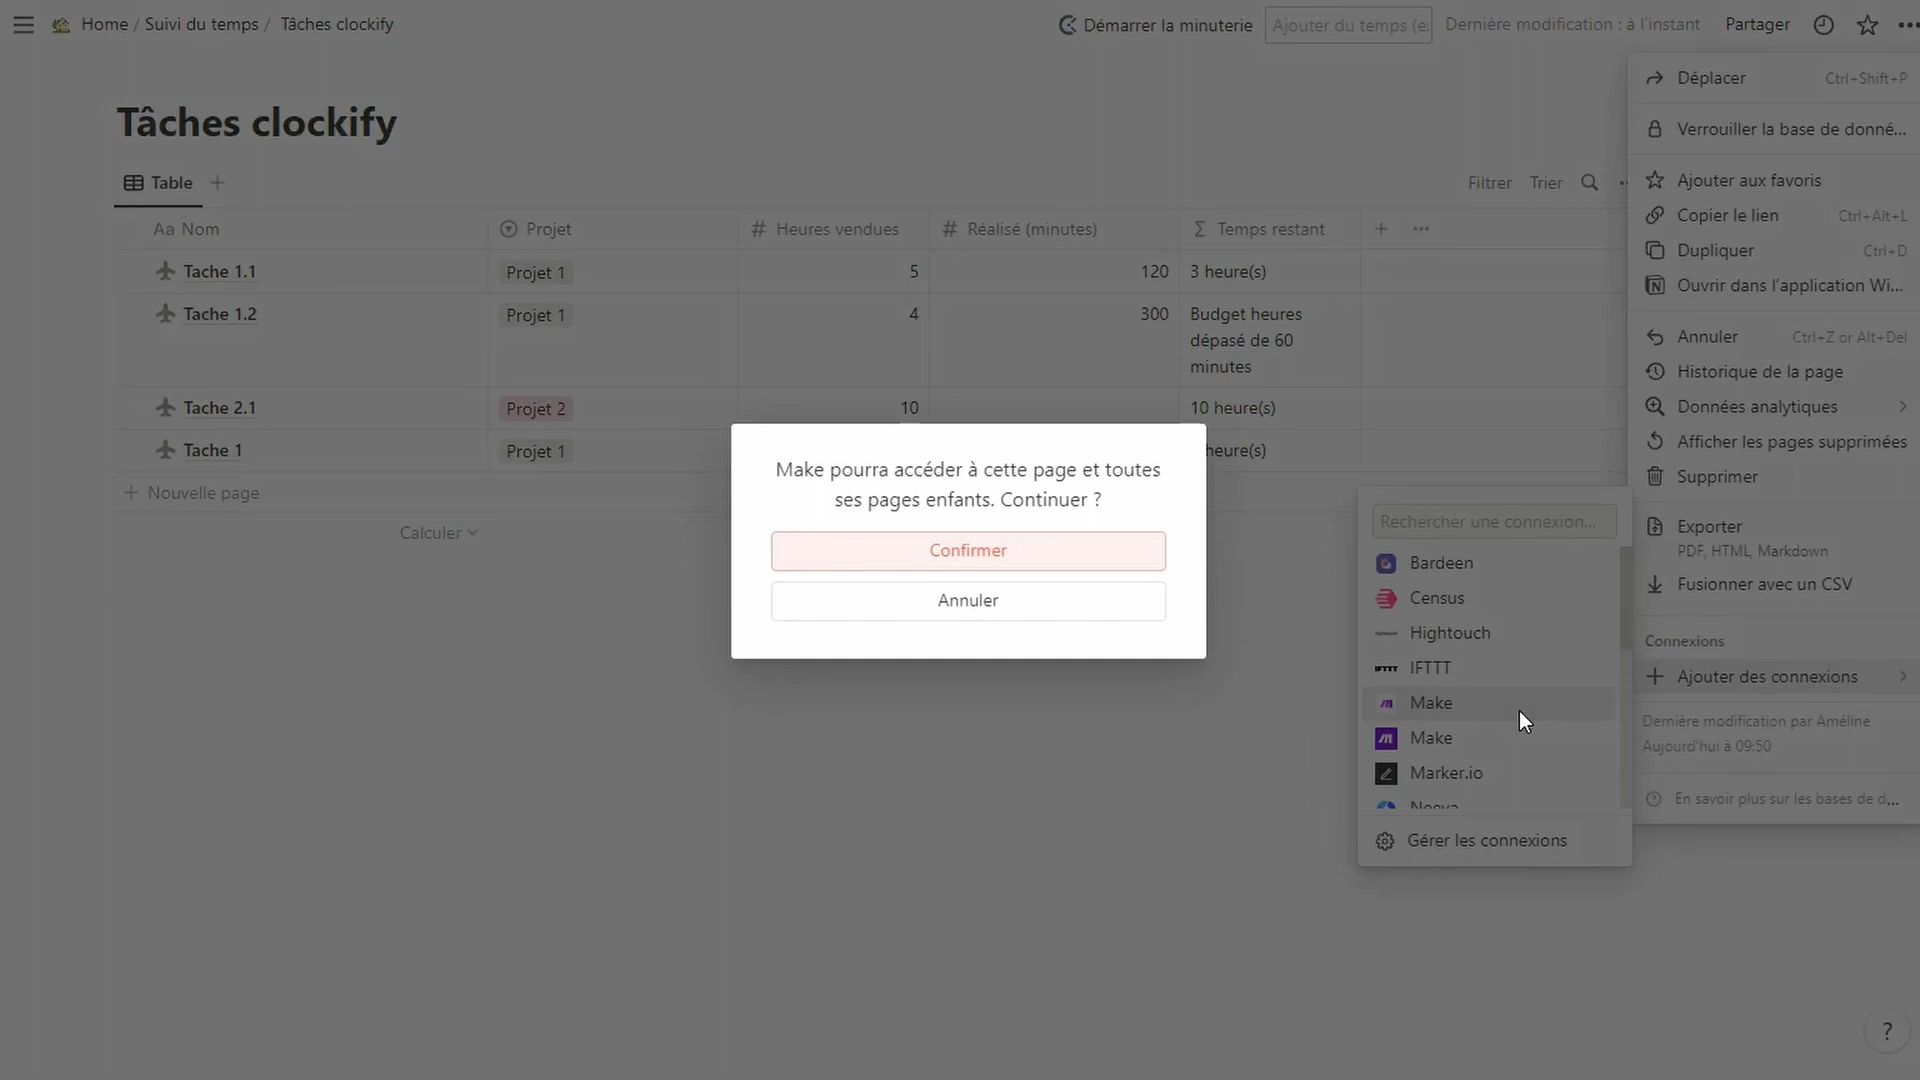 Home / Suivi du temps / Tâches clockify
Démarrer la minuterie
Ajouter du temps (e
Dernière modification : à l'instant
Partager
Tâches clockify
Table
Filtrer
Trier
Aa Nom
Projet
# Heures vendues
# Réalisé (minutes)
Σ Temps restant
Tache 1.1
Projet 1
5
120
3 heure(s)
Tache 1.2
Projet 1
4
300
Budget heures
dépasé de 60
minutes
Tache 2.1
Projet 2
10
10 heure(s)
Tache 1
Projet 1
heure(s)
+ Nouvelle page
Calculer
Make pourra accéder à cette page et toutes
ses pages enfants. Continuer ?
Confirmer
Annuler
Déplacer Ctrl+Shift+P
Verrouiller la base de donné...
Ajouter aux favoris
Copier le lien Ctrl+Alt+L
Dupliquer Ctrl+D
Ouvrir dans l'application Wi...
Annuler Ctrl+Z or Alt+Del
Historique de la page
Données analytiques
Afficher les pages supprimées
Supprimer
Exporter
PDF, HTML, Markdown
Fusionner avec un CSV
Connexions
Ajouter des connexions
Dernière modification par Améline
Aujourd'hui à 09:50
En savoir plus sur les bases de d...
Rechercher une connexion...
Bardeen
Census
Hightouch
IFTTT
IFTTT
Make
Make
Marker.io
Neeva
Gérer les connexions
?